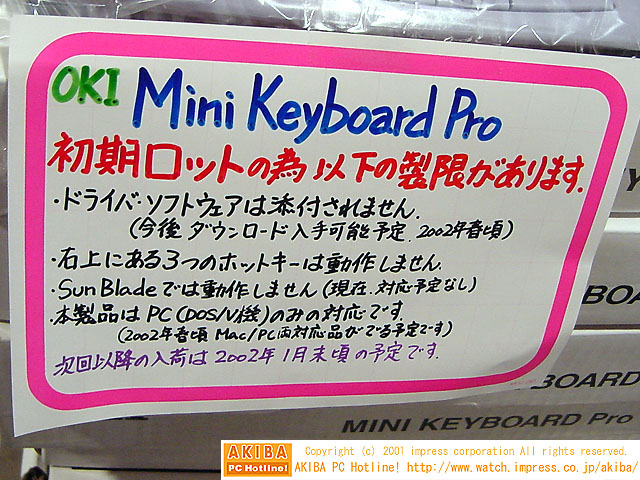 OKI Mini Keyboard Pro
初期ロットの為以下の製限があります.
・ドライバ・ソフトウェアは添付されません.
(今後 ダウンロード入手可能予定. 2002年春頃)
・右上にある3つのホットキーは動作しません.
・Sun Bladeでは動作しません (現在. 対応予定なし)
・本製品はPC(DOS/V機)のみの対応です.
(2002年春頃 Mac/PC両対応品がでる予定です)
次回以降の入荷は2002年1月末頃の予定です.
BOA
BOARD
MINI KEYBOARD Pro
AKIBA
PC Hotline!
Copyright (c) 2001 impress corporation All rights reserved.
AKIBA PC Hotline! http://www.watch.impress.co.jp/akiba/